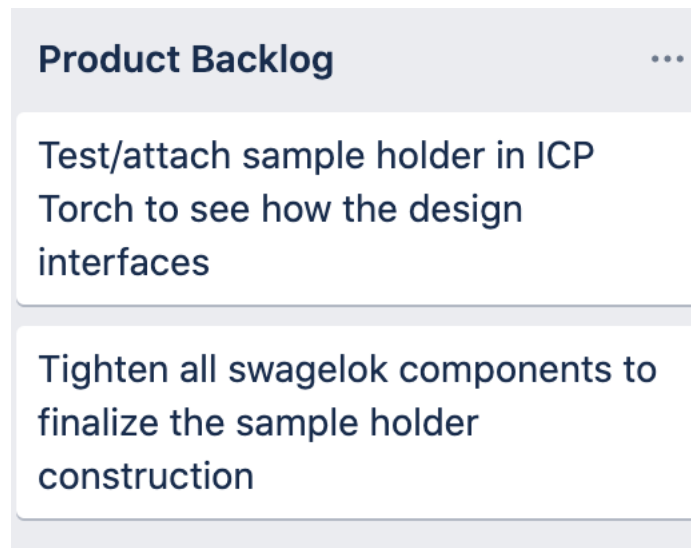 Product Backlog
Test/attach sample holder in ICP
Torch to see how the design
interfaces
Tighten all swagelok components to
finalize the sample holder
construction